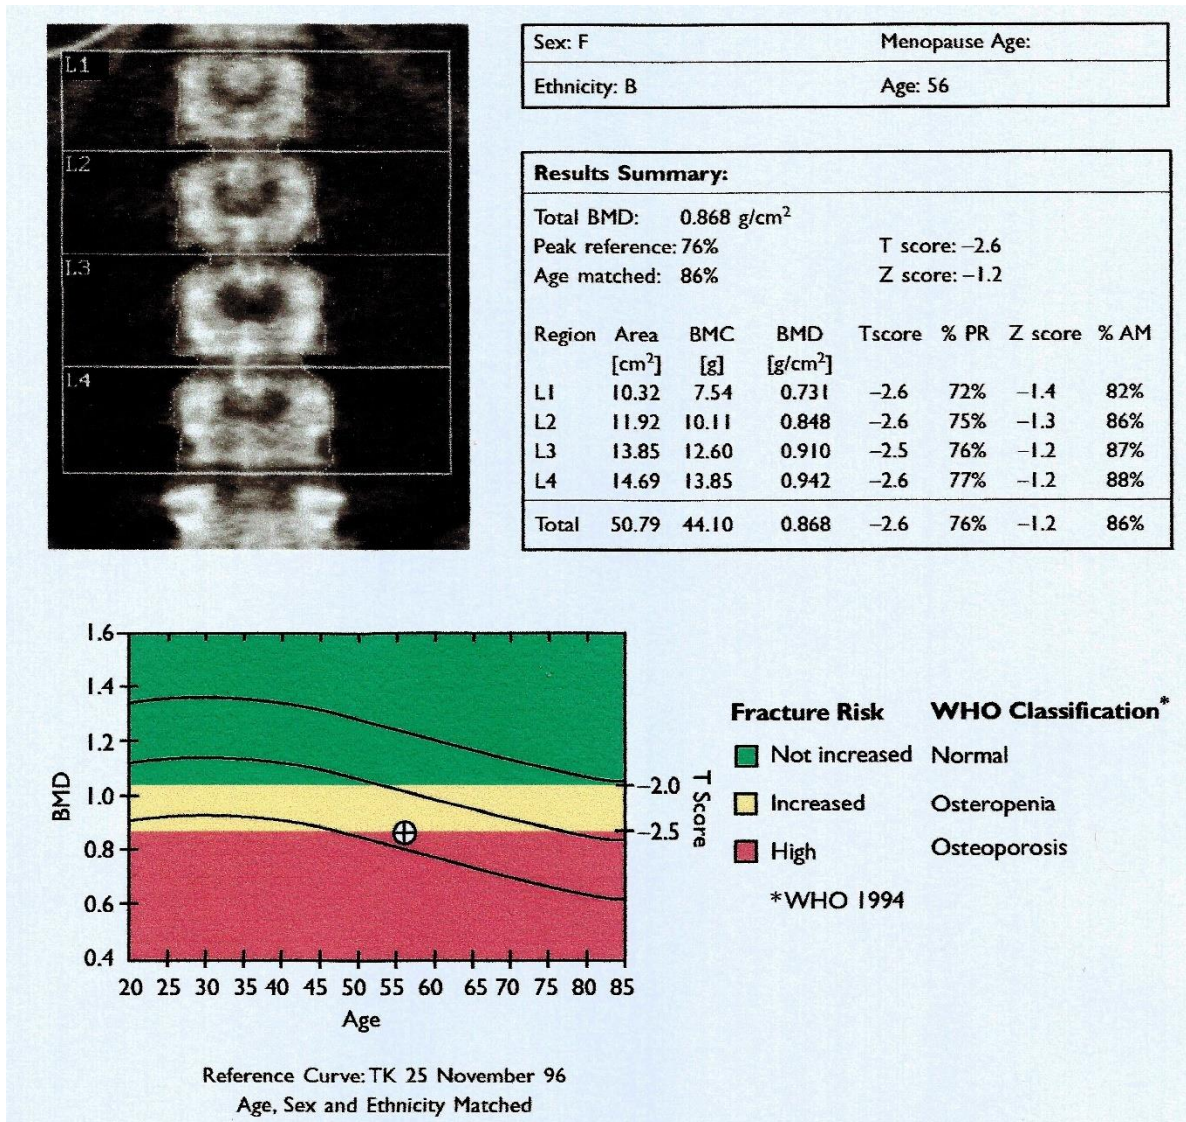 L1
L2
L3
L4
Sex: F Menopause Age:
Ethnicity: B Age: 56
Results Summary:
Total BMD: 0.868 g/cm²
Peak reference: 76% T score: −2.6
Age matched: 86% Z score: −1.2
Region Area BMC BMD Tscore % PR Z score % AM
[cm²] [g] [g/cm²]
L1 10.32 7.54 0.731 −2.6 72% −1.4 82%
L2 11.92 10.11 0.848 −2.6 75% −1.3 86%
L3 13.85 12.60 0.910 −2.5 76% −1.2 87%
L4 14.69 13.85 0.942 −2.6 77% −1.2 88%
Total 50.79 44.10 0.868 −2.6 76% −1.2 86%
BMD
1.6
1.4
1.2
1.0
0.8
0.6
0.4
−2.0
−2.5
T Score
20 25 30 35 40 45 50 55 60 65 70 75 80 85
Age
Reference Curve: TK 25 November 96
Age, Sex and Ethnicity Matched
Fracture Risk WHO Classification*
Not increased Normal
Increased Osteropenia
High Osteoporosis
*WHO 1994